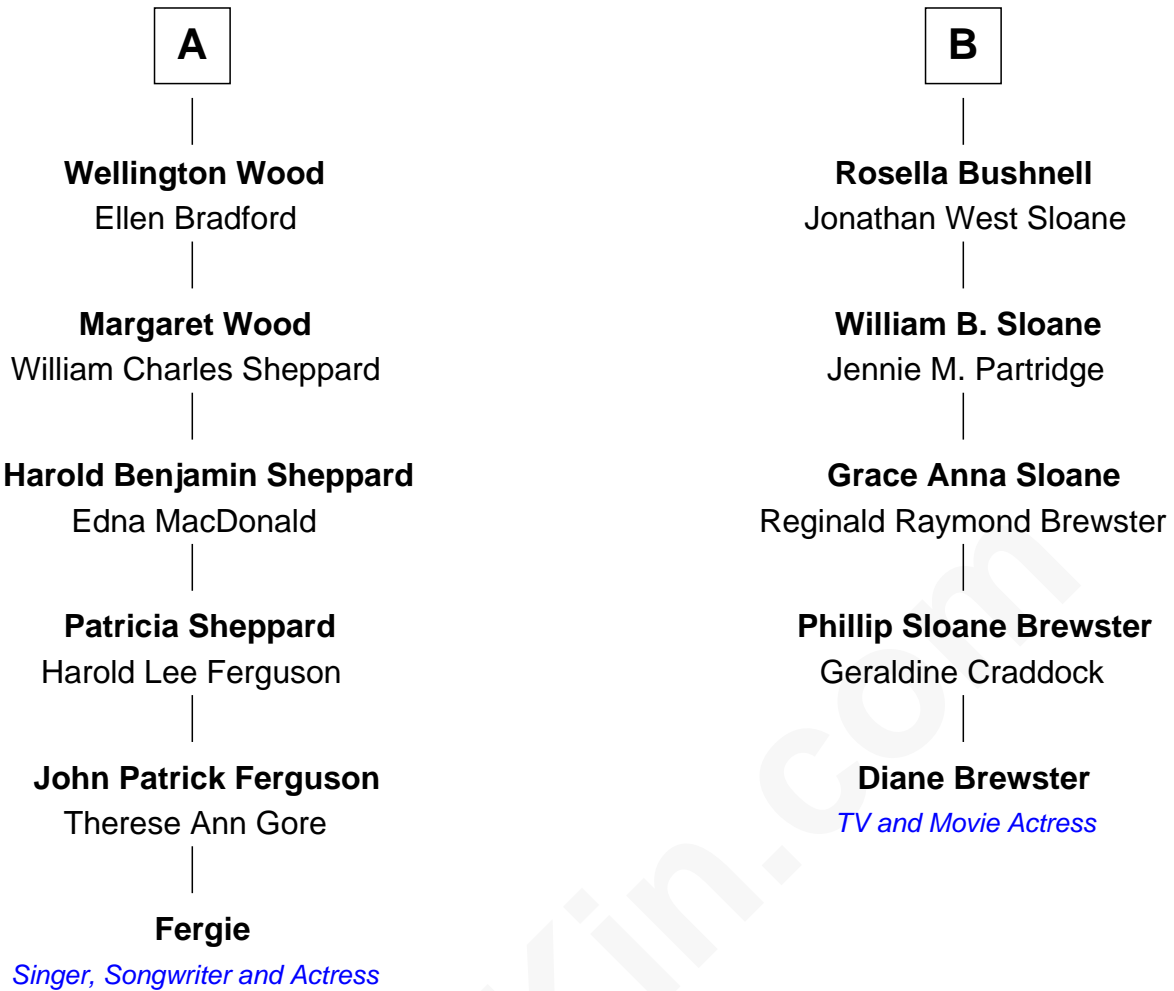 A
Wellington Wood
Ellen Bradford
Margaret Wood
William Charles Sheppard
Harold Benjamin Sheppard
Edna MacDonald
Patricia Sheppard
Harold Lee Ferguson
John Patrick Ferguson
Therese Ann Gore
Fergie
Singer, Songwriter and Actress
B
Rosella Bushnell
Jonathan West Sloane
William B. Sloane
Jennie M. Partridge
Grace Anna Sloane
Reginald Raymond Brewster
Phillip Sloane Brewster
Geraldine Craddock
Diane Brewster
TV and Movie Actress
Kin.com